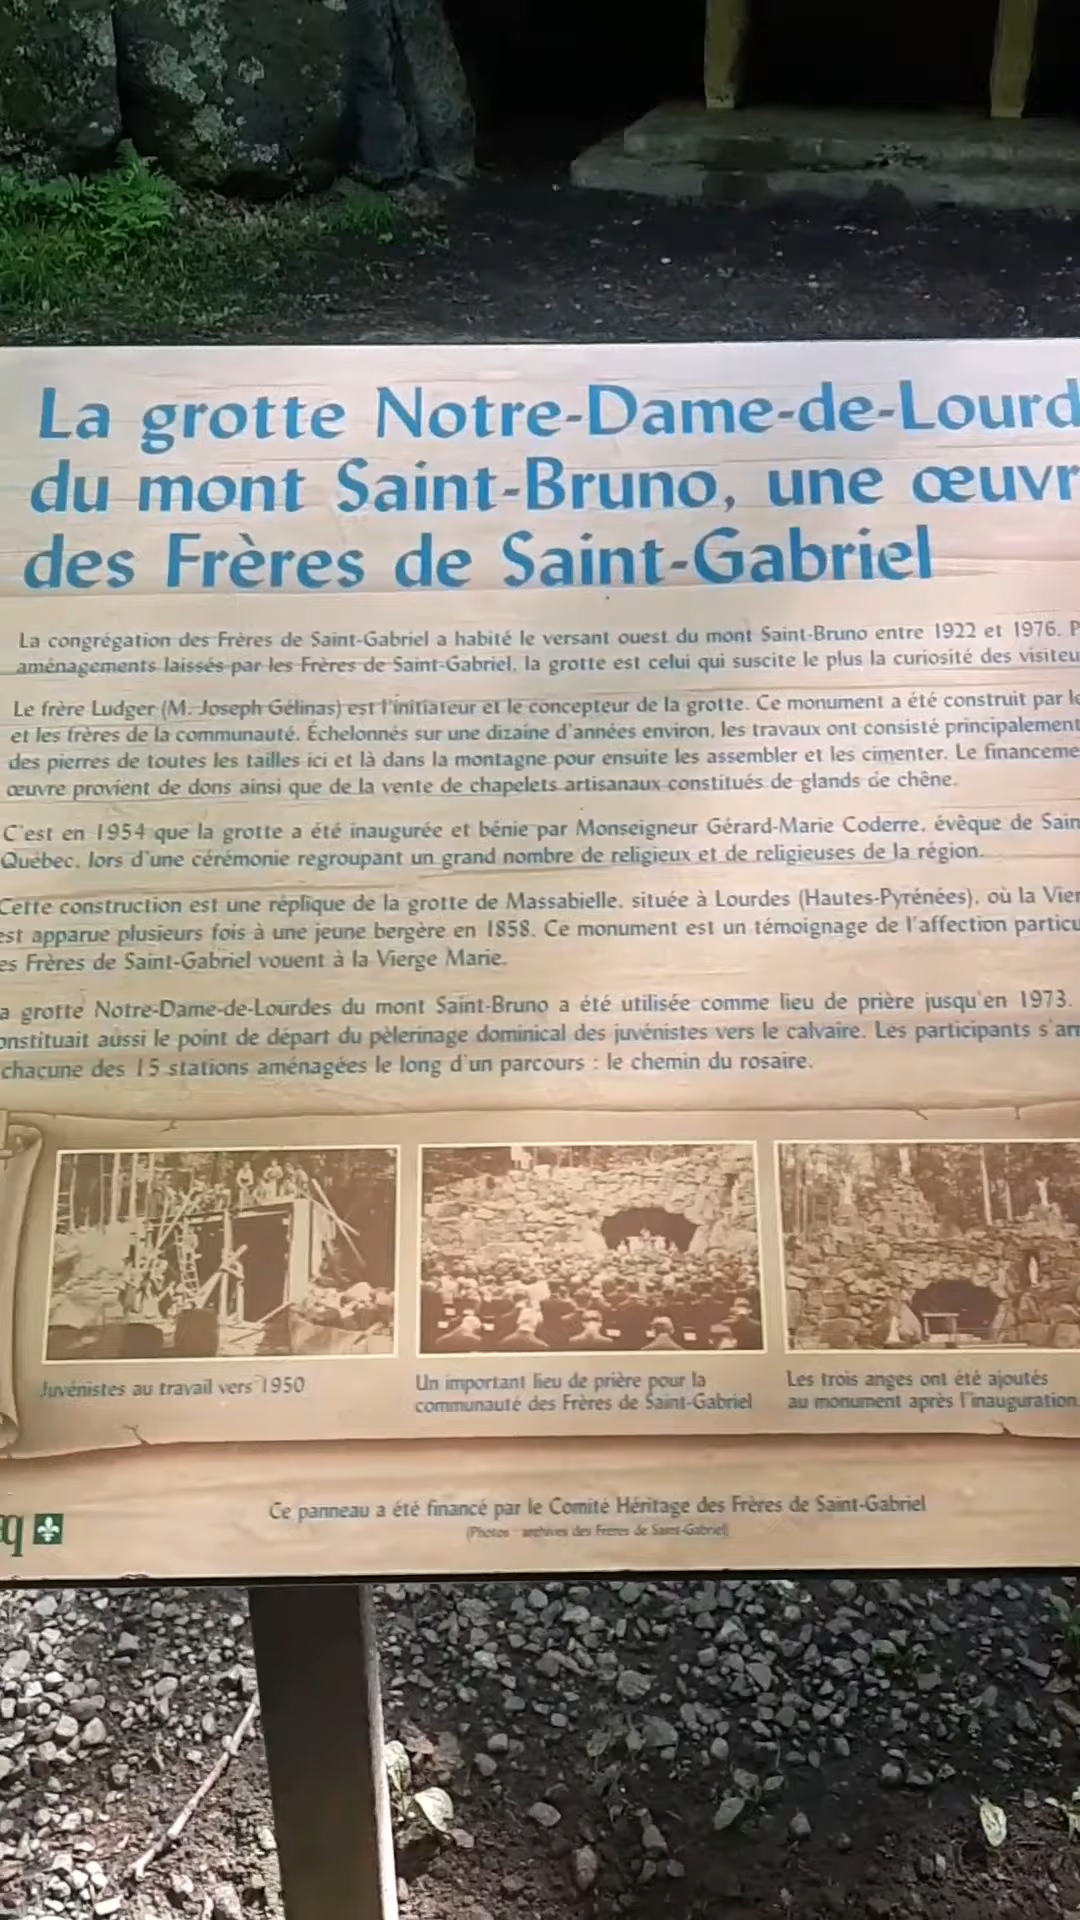 La grotte Notre-Dame-de-Lourd
du mont Saint-Bruno, une œuvr
des Frères de Saint-Gabriel
La congrégation des Frères de Saint-Gabriel a habité le versant ouest du mont Saint-Bruno entre 1922 et 1976. P
aménagements laissés par les Frères de Saint-Gabriel, la grotte est celui qui suscite le plus la curiosité des visiteu
Le frère Ludger (M. Joseph Gélinas) est l'initiateur et le concepteur de la grotte. Ce monument a été construit par le
et les frères de la communauté. Échelonnés sur une dizaine d'années environ, les travaux ont consisté principalement
des pierres de toutes les tailles ici et là dans la montagne pour ensuite les assembler et les cimenter. Le financeme
œuvre provient de dons ainsi que de la vente de chapelets artisanaux constitués de glands de chêne.
C'est en 1954 que la grotte a été inaugurée et bénie par Monseigneur Gérard-Marie Coderre, évêque de Sain
Québec, lors d'une cérémonie regroupant un grand nombre de religieux et de religieuses de la région.
Cette construction est une réplique de la grotte de Massabielle, située à Lourdes (Hautes-Pyrénées), où la Vier
est apparue plusieurs fois à une jeune bergère en 1858. Ce monument est un témoignage de l'affection particu
es Frères de Saint-Gabriel vouent à la Vierge Marie.
a grotte Notre-Dame-de-Lourdes du mont Saint-Bruno a été utilisée comme lieu de prière jusqu'en 1973.
onstituait aussi le point de départ du pèlerinage dominical des juvénistes vers le calvaire. Les participants s'arr
chacune des 15 stations aménagées le long d'un parcours : le chemin du rosaire.
Juvénistes au travail vers 1950
Un important lieu de prière pour la
communauté des Frères de Saint-Gabriel
Les trois anges ont été ajoutés
au monument après l'inauguration.
Ce panneau a été financé par le Comité Héritage des Frères de Saint-Gabriel
(Photos : archives des Frères de Saint-Gabriel)
q